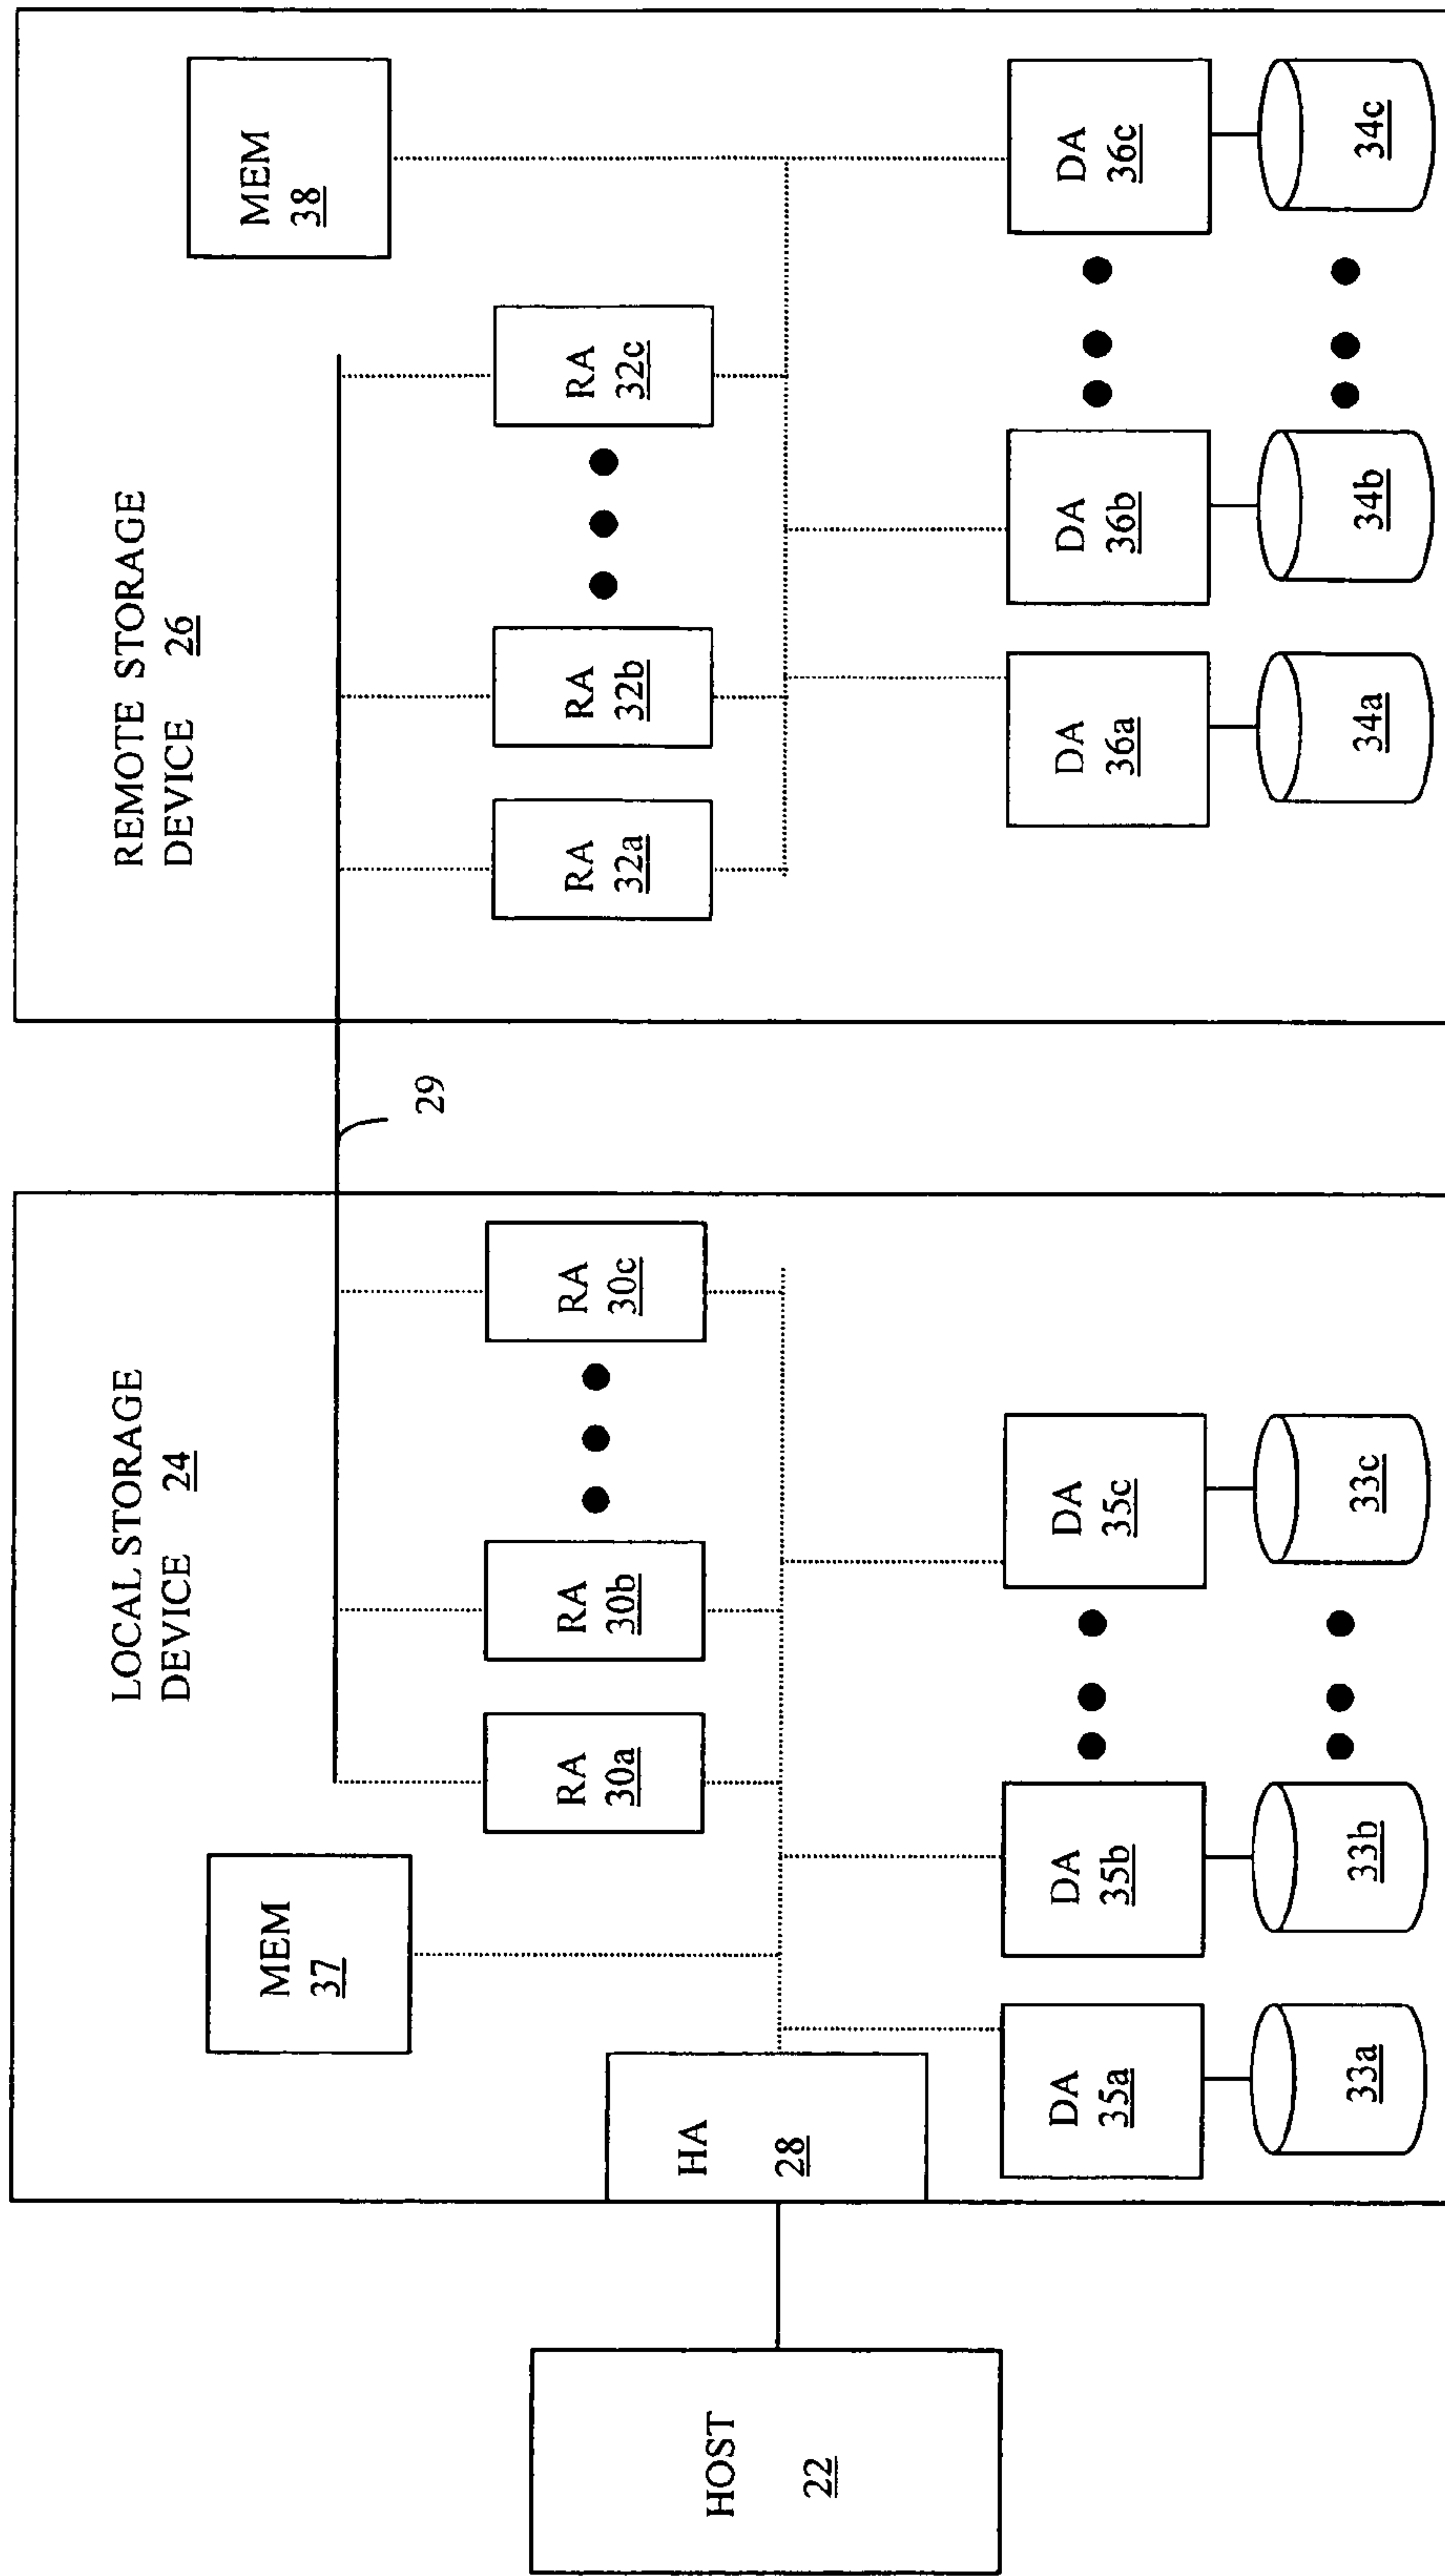 HOST
22
LOCAL STORAGE
DEVICE 24
MEM
37
HA
28
RA
30a
RA
30b
RA
30c
DA
35a
DA
35b
DA
35c
33a
33b
33c
29
REMOTE STORAGE
DEVICE 26
MEM
38
RA
32a
RA
32b
RA
32c
DA
36a
DA
36b
DA
36c
34a
34b
34c